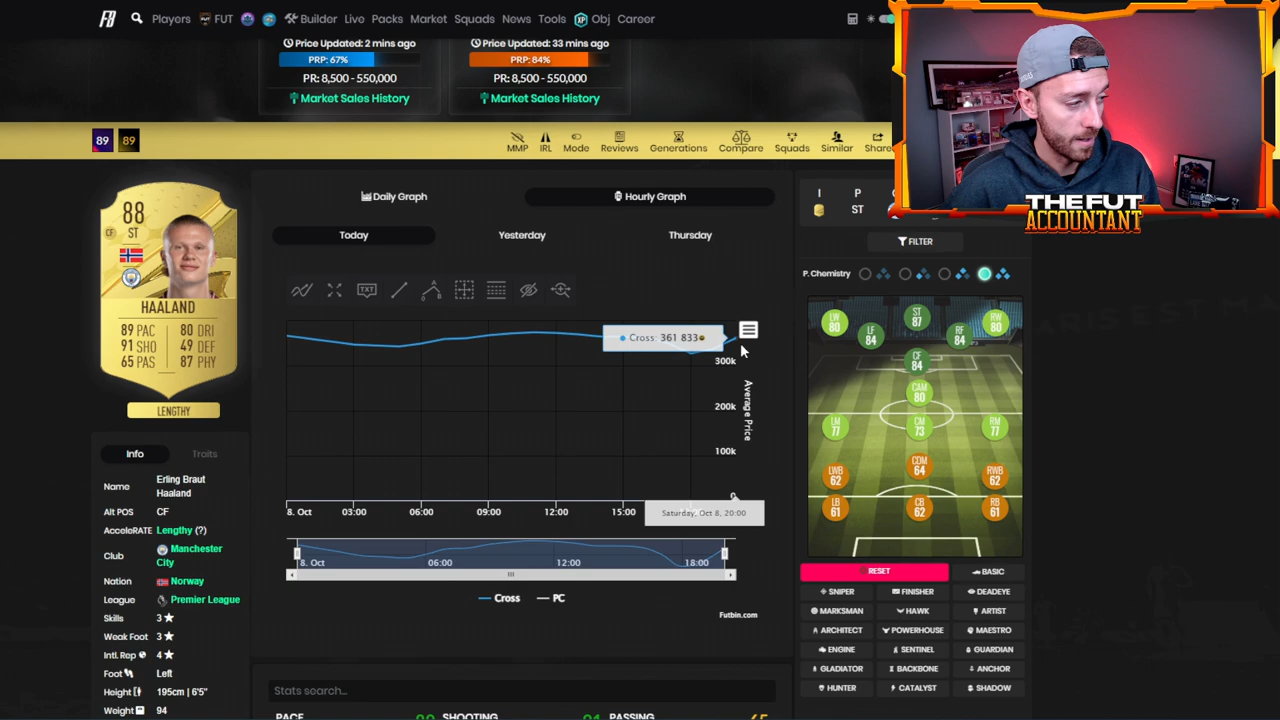 FB Players FUT Builder Live Packs Market Squads News Tools XP Obj Career
Price Updated: 2 mins ago
Price Updated: 33 mins ago
PRP: 67%
PRP: 84%
PR: 8,500 - 550,000
PR: 8,500 - 550,000
Market Sales History
Market Sales History
89 89
MMP IRL Mode Reviews Generations Compare Squads Similar Share
THE FUT
ACCOUNTANT
88
CF ST
HAALAND
89 PAC 80 DRI
91 SHO 49 DEF
65 PAS 87 PHY
LENGTHY
Info Traits
Name Erling Braut
Haaland
Alt POS CF
AcceleRATE Lengthy (?)
Club Manchester
City
Nation Norway
League Premier League
Skills 3
Weak Foot 3
Intl. Rep 4
Foot Left
Height 195cm | 6'5"
Weight 94
Daily Graph Hourly Graph
Today Yesterday Thursday
Cross: 361 833
300k
200k
100k
0
Average Price
8. Oct 03:00 06:00 09:00 12:00 15:00
Saturday, Oct 8, 20:00
8. Oct 06:00 12:00 18:00
Cross PC
Futbin.com
Stats search...
PACE 89 SHOOTING 91 PASSING 65
I P
ST
FILTER
P. Chemistry
LW 80
ST 87
RW 80
LF 84
RF 84
CF 84
CAM 80
LM 77
CM 73
RM 77
LWB 62
CDM 64
RWB 62
LB 61
CB 62
RB 61
RESET BASIC
SNIPER FINISHER DEADEYE
MARKSMAN HAWK ARTIST
ARCHITECT POWERHOUSE MAESTRO
ENGINE SENTINEL GUARDIAN
GLADIATOR BACKBONE ANCHOR
HUNTER CATALYST SHADOW